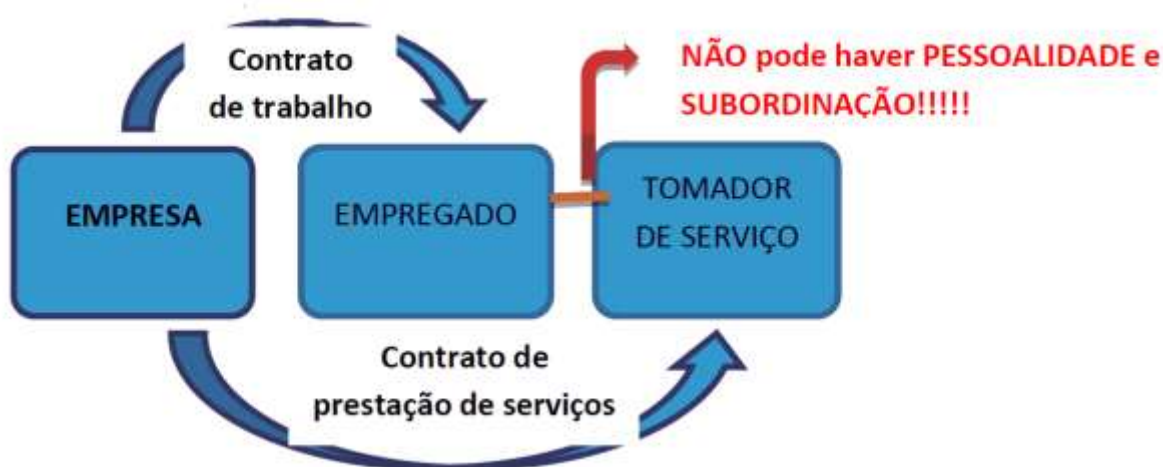 Contrato
de trabalho
NÃO pode haver PESSOALIDADE e
SUBORDINAÇÃO!!!!!
EMPRESA
EMPREGADO
TOMADOR
DE SERVIÇO
Contrato de
prestação de serviços